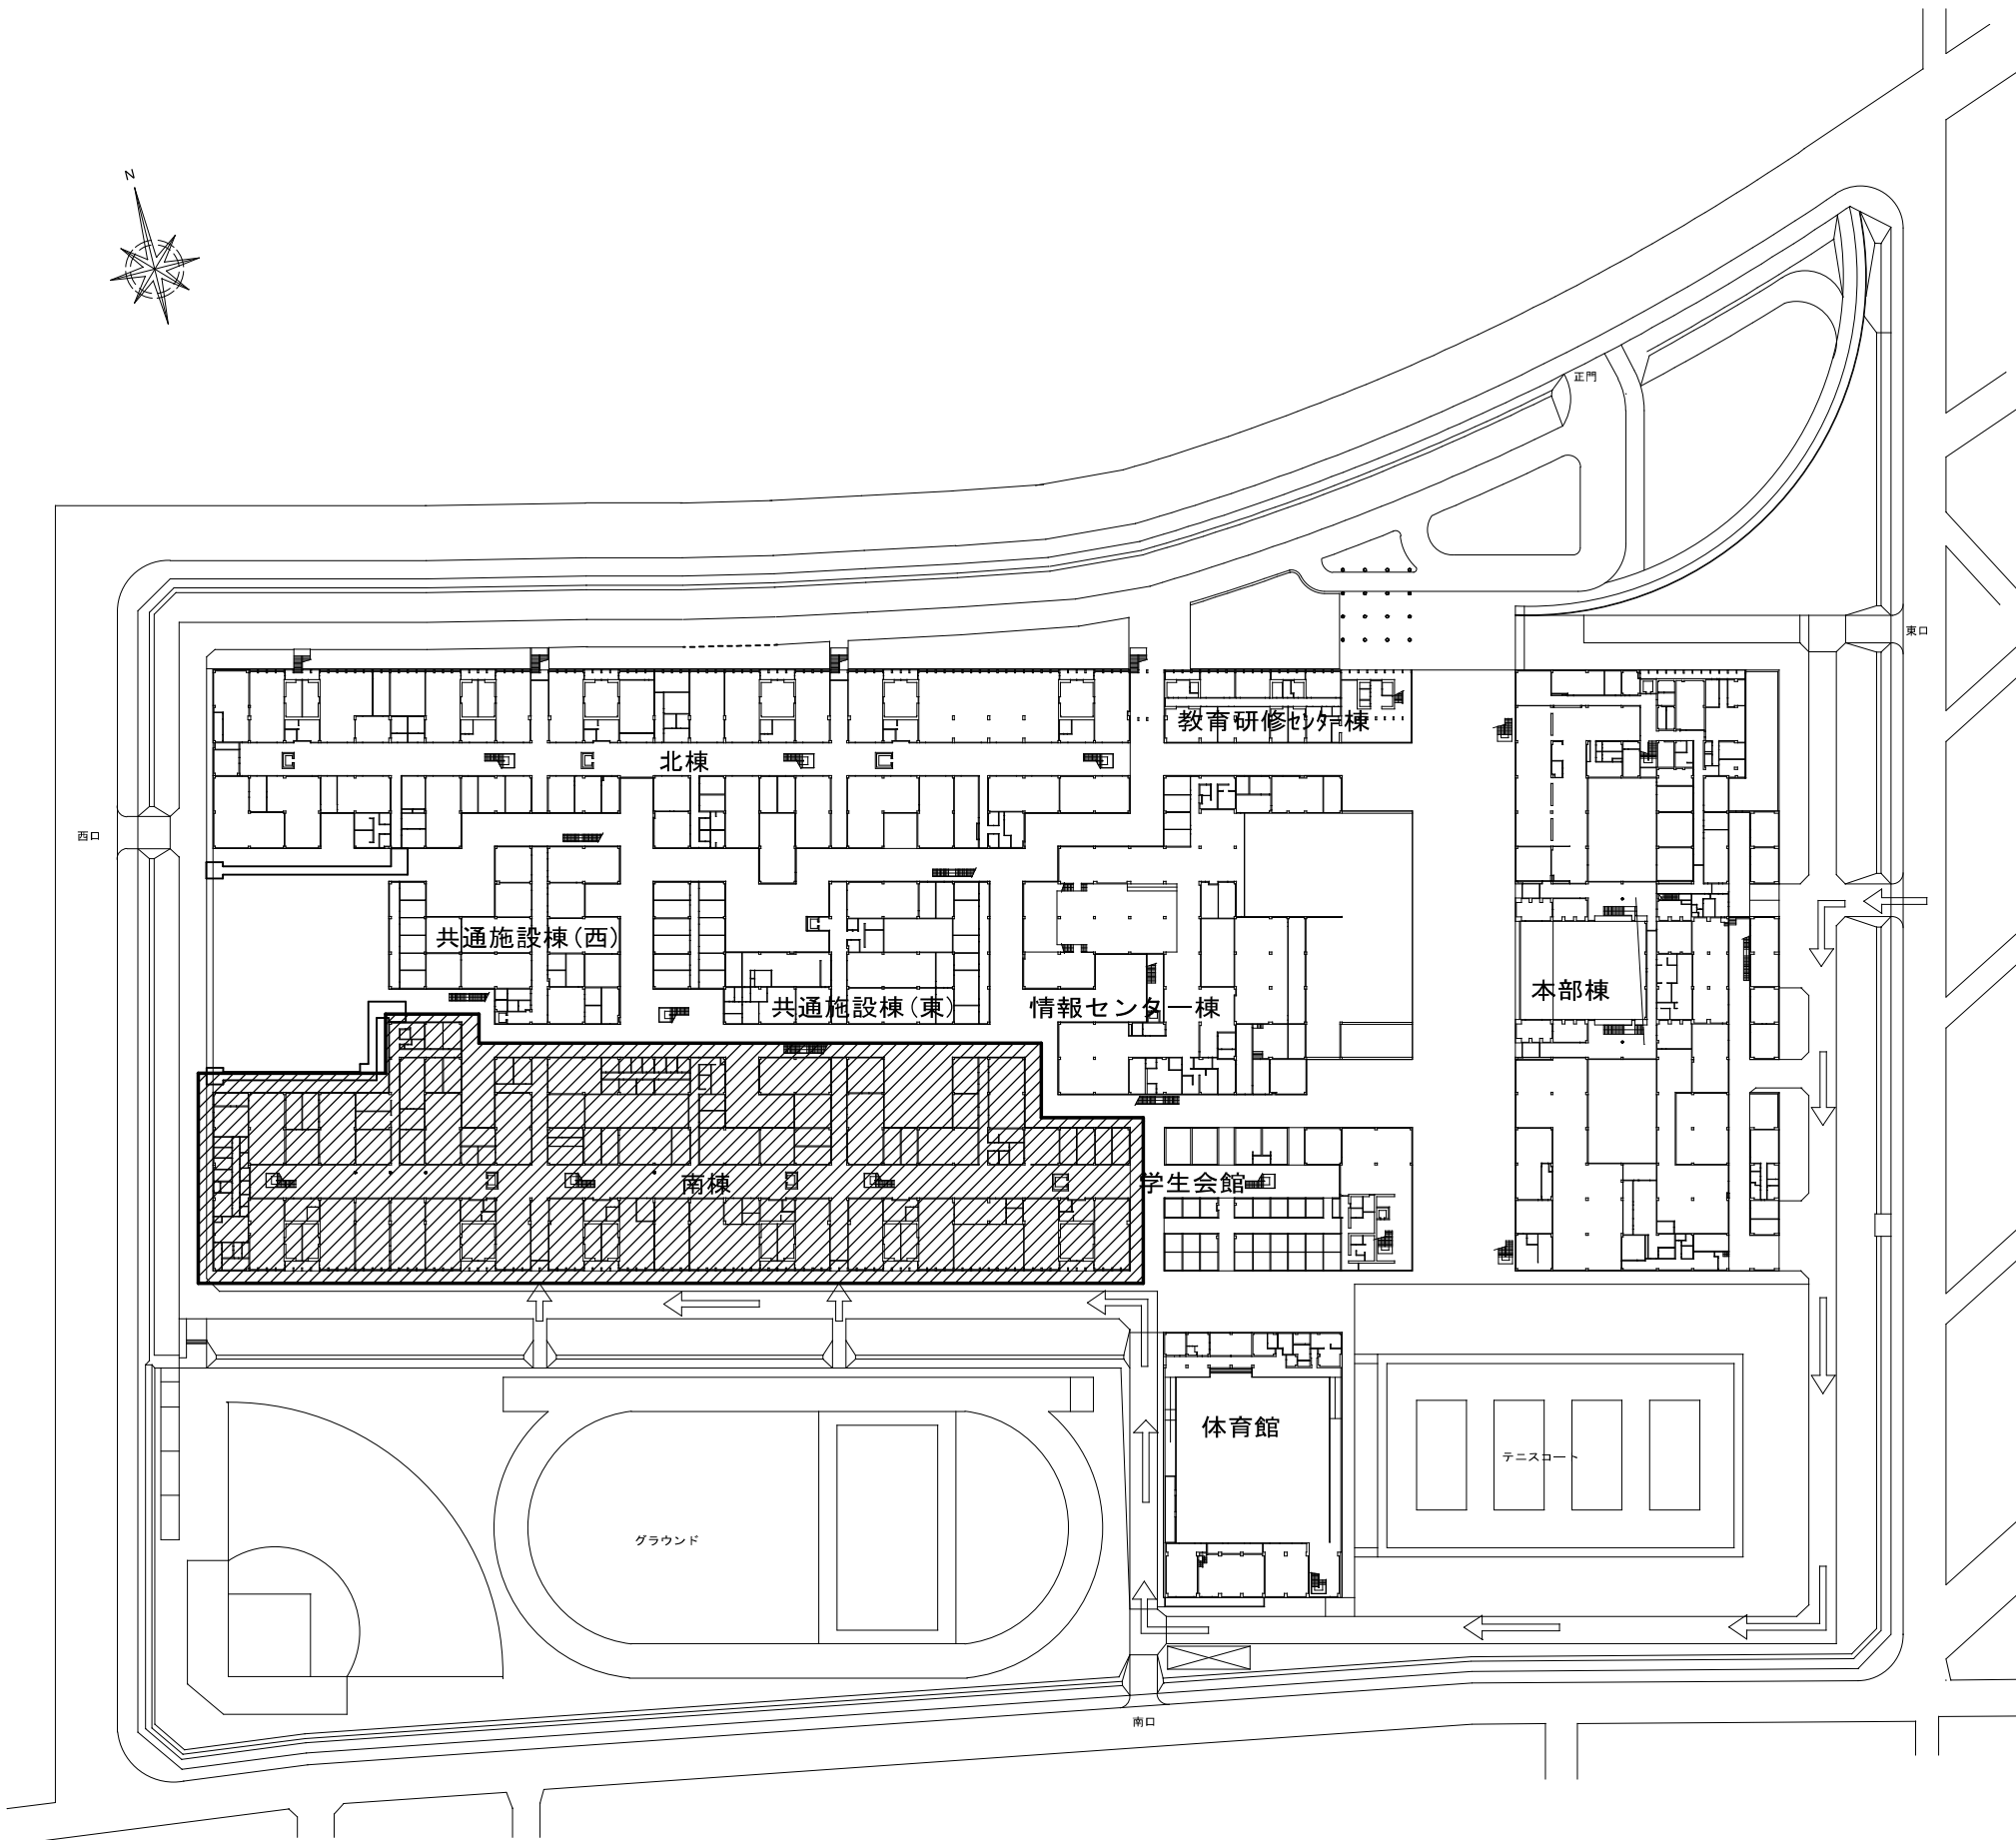 N
正門
東口
教育研修ｾﾝﾀｰ棟
北棟
西口
共通施設棟(西)
共通施設棟(東)
情報センター棟
本部棟
南棟
学生会館
体育館
テニスコート
グラウンド
南口